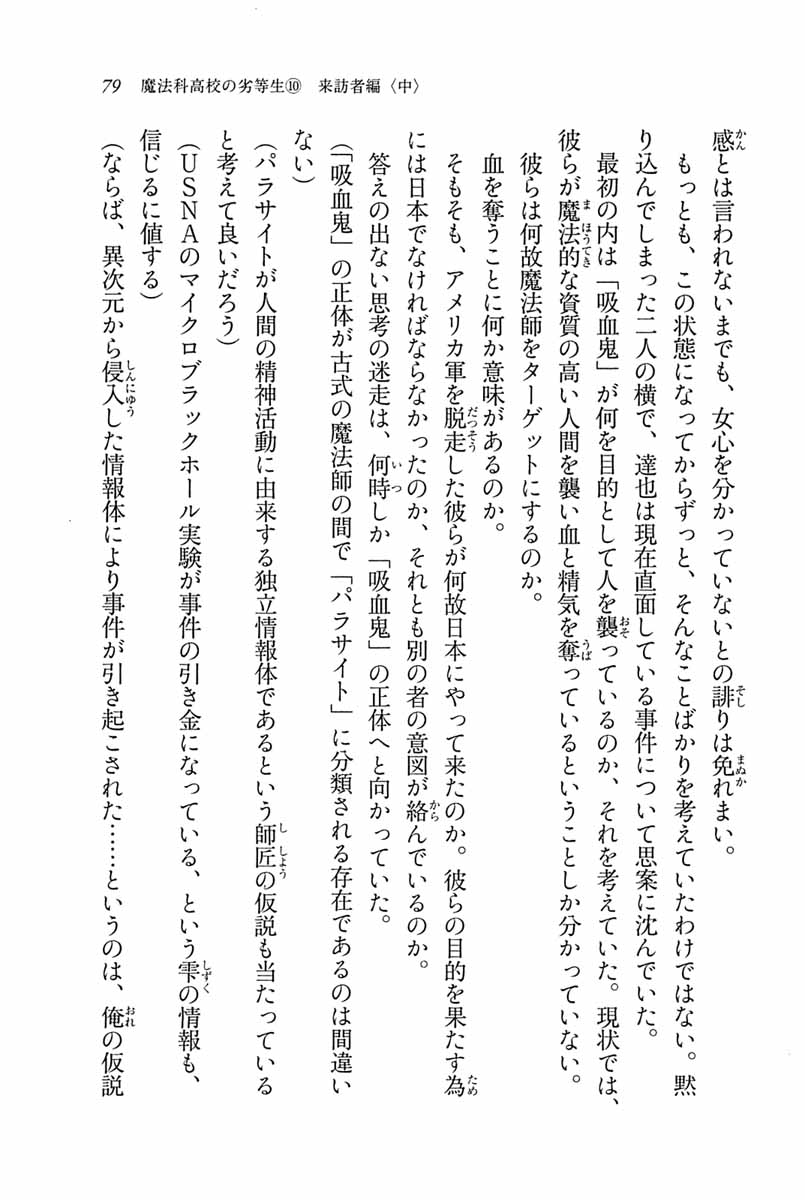 79　魔法科高校の劣等生⑩　来訪者編〈中〉
感とは言われないまでも、女心を分かっていないとの誹りは免れまい。
　もっとも、この状態になってからずっと、そんなことばかりを考えていたわけではない。黙
り込んでしまった二人の横で、達也は現在直面している事件について思案に沈んでいた。
　最初の内は「吸血鬼」が何を目的として人を襲っているのか、それを考えていた。現状では、
彼らが魔法的な資質の高い人間を襲い血と精気を奪っているということしか分かっていない。
　彼らは何故魔法師をターゲットにするのか。
　血を奪うことに何か意味があるのか。
　そもそも、アメリカ軍を脱走した彼らが何故日本にやって来たのか。彼らの目的を果たす為
には日本でなければならなかったのか、それとも別の者の意図が絡んでいるのか。
　答えの出ない思考の迷走は、何時しか「吸血鬼」の正体へと向かっていた。
（「吸血鬼」の正体が古式の魔法師の間で「パラサイト」に分類される存在であるのは間違い
ない）
（パラサイトが人間の精神活動に由来する独立情報体であるという師匠の仮説も当たっている
と考えて良いだろう）
（ＵＳＮＡのマイクロブラックホール実験が事件の引き金になっている、という雫の情報も、
信じるに値する）
（ならば、異次元から侵入した情報体により事件が引き起こされた……というのは、俺の仮説